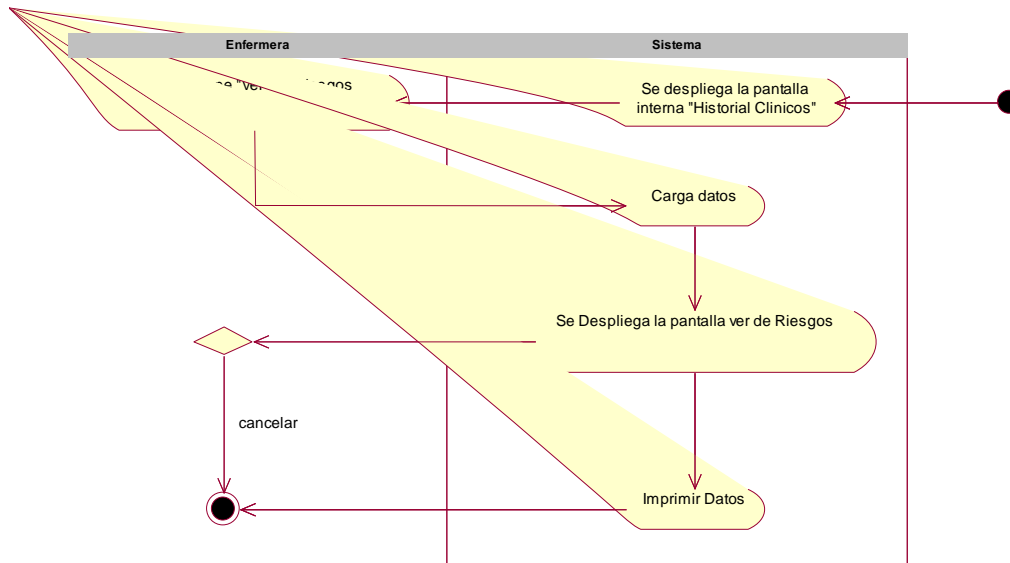 Enfermera
Sistema
Se despliega la pantalla
interna "Historial Clinicos"
Carga datos
Se Despliega la pantalla ver de Riesgos
cancelar
Imprimir Datos